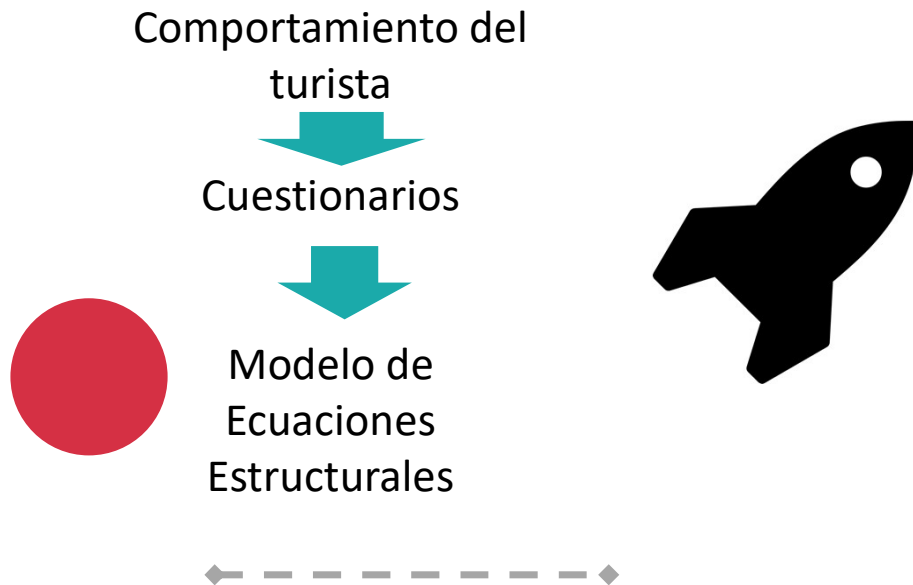 Comportamiento del
turista
Cuestionarios
Modelo de
Ecuaciones
Estructurales